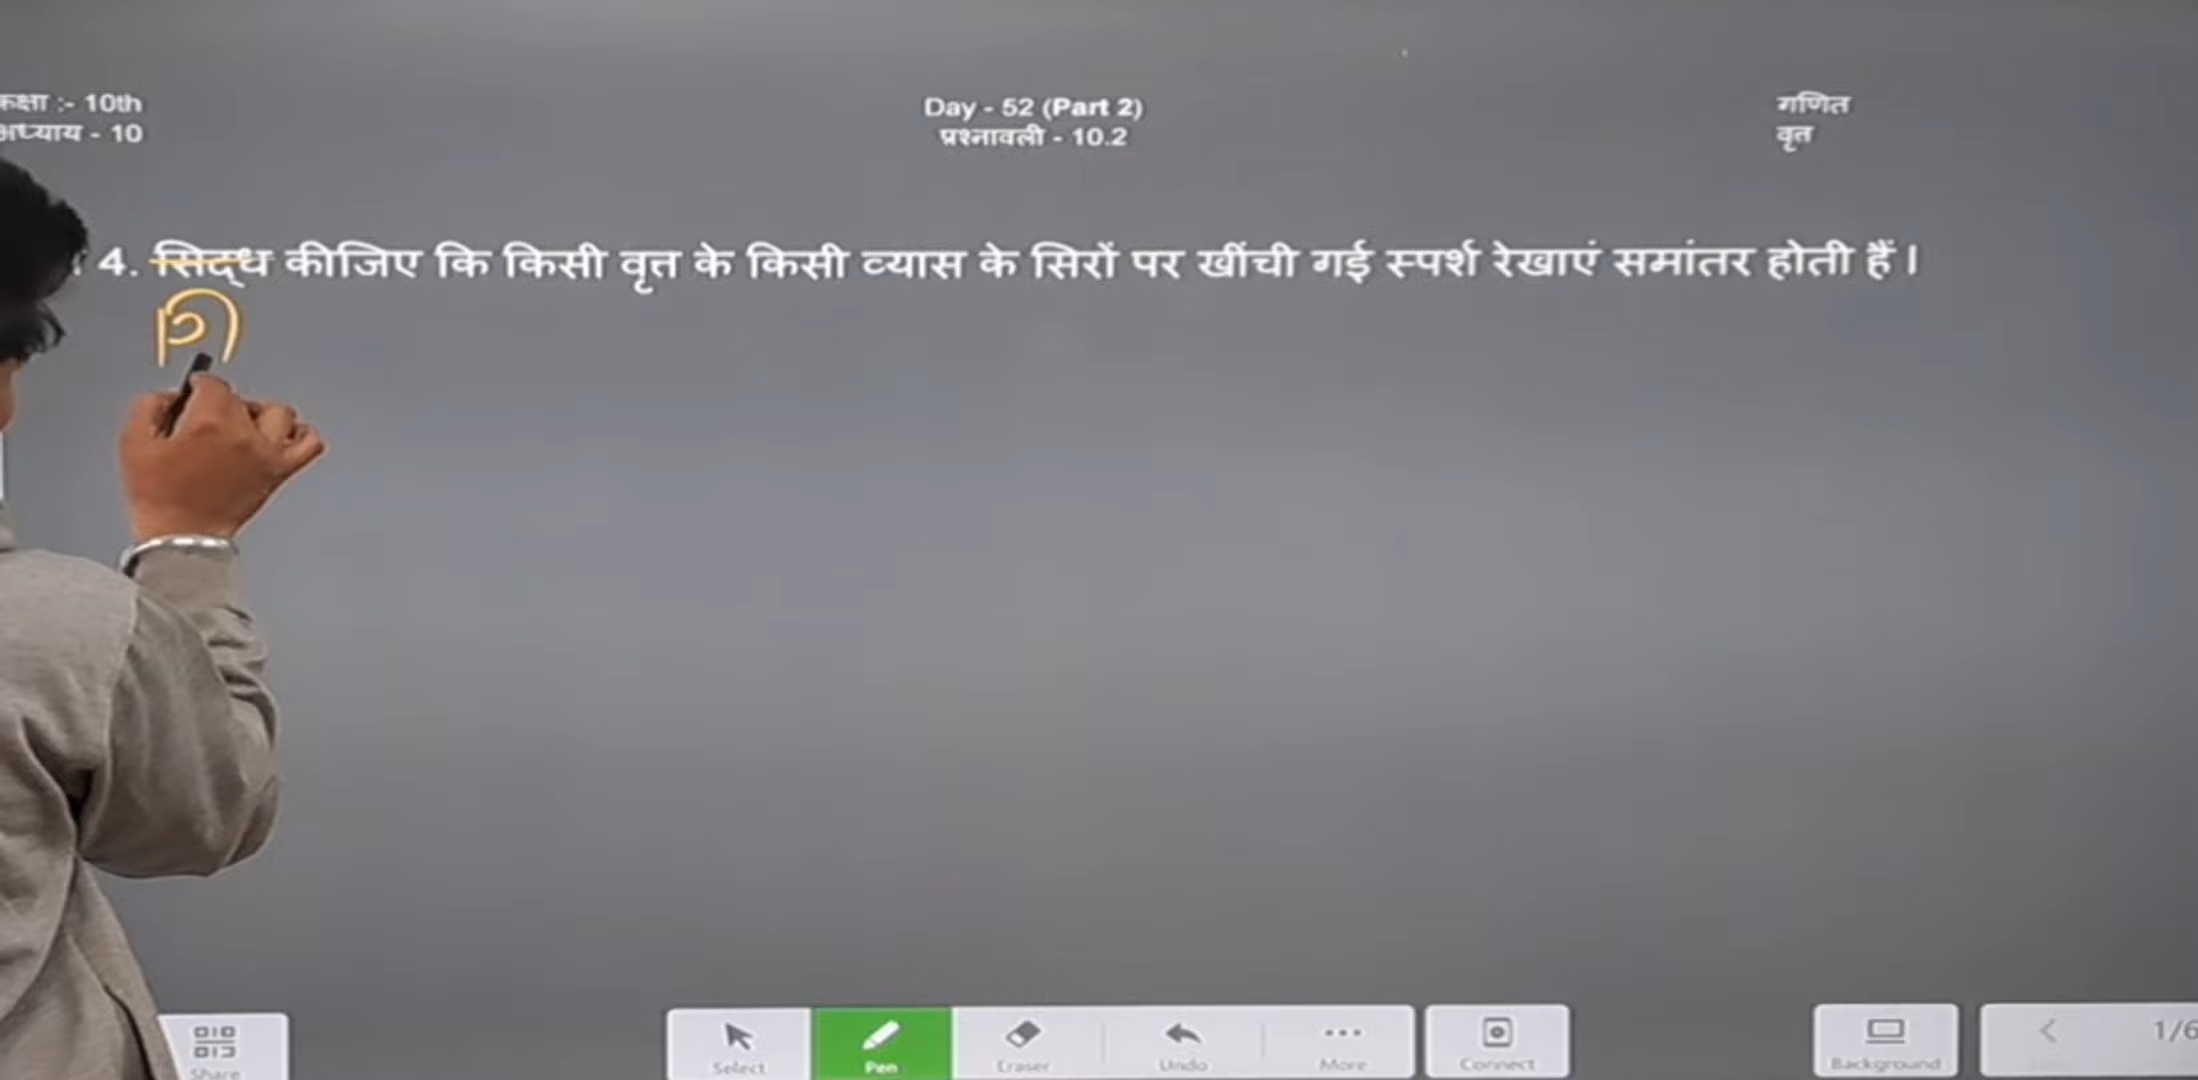 कक्षा :- 10th
अध्याय - 10
Day - 52 (Part 2)
प्रश्नावली - 10.2
गणित
वृत
4. सिद्ध कीजिए कि किसी वृत्त के किसी व्यास के सिरों पर खींची गई स्पर्श रेखाएं समांतर होती हैं।
Share
Select
Pen
Eraser
Undo
More
Connect
Background
1/6